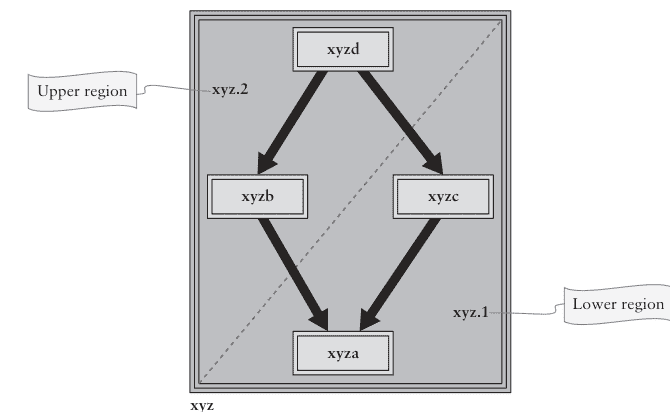 xyzd
Upper region
xyz.2
xyzb
xyzc
Lower region
xyz.1
xyza
xyz